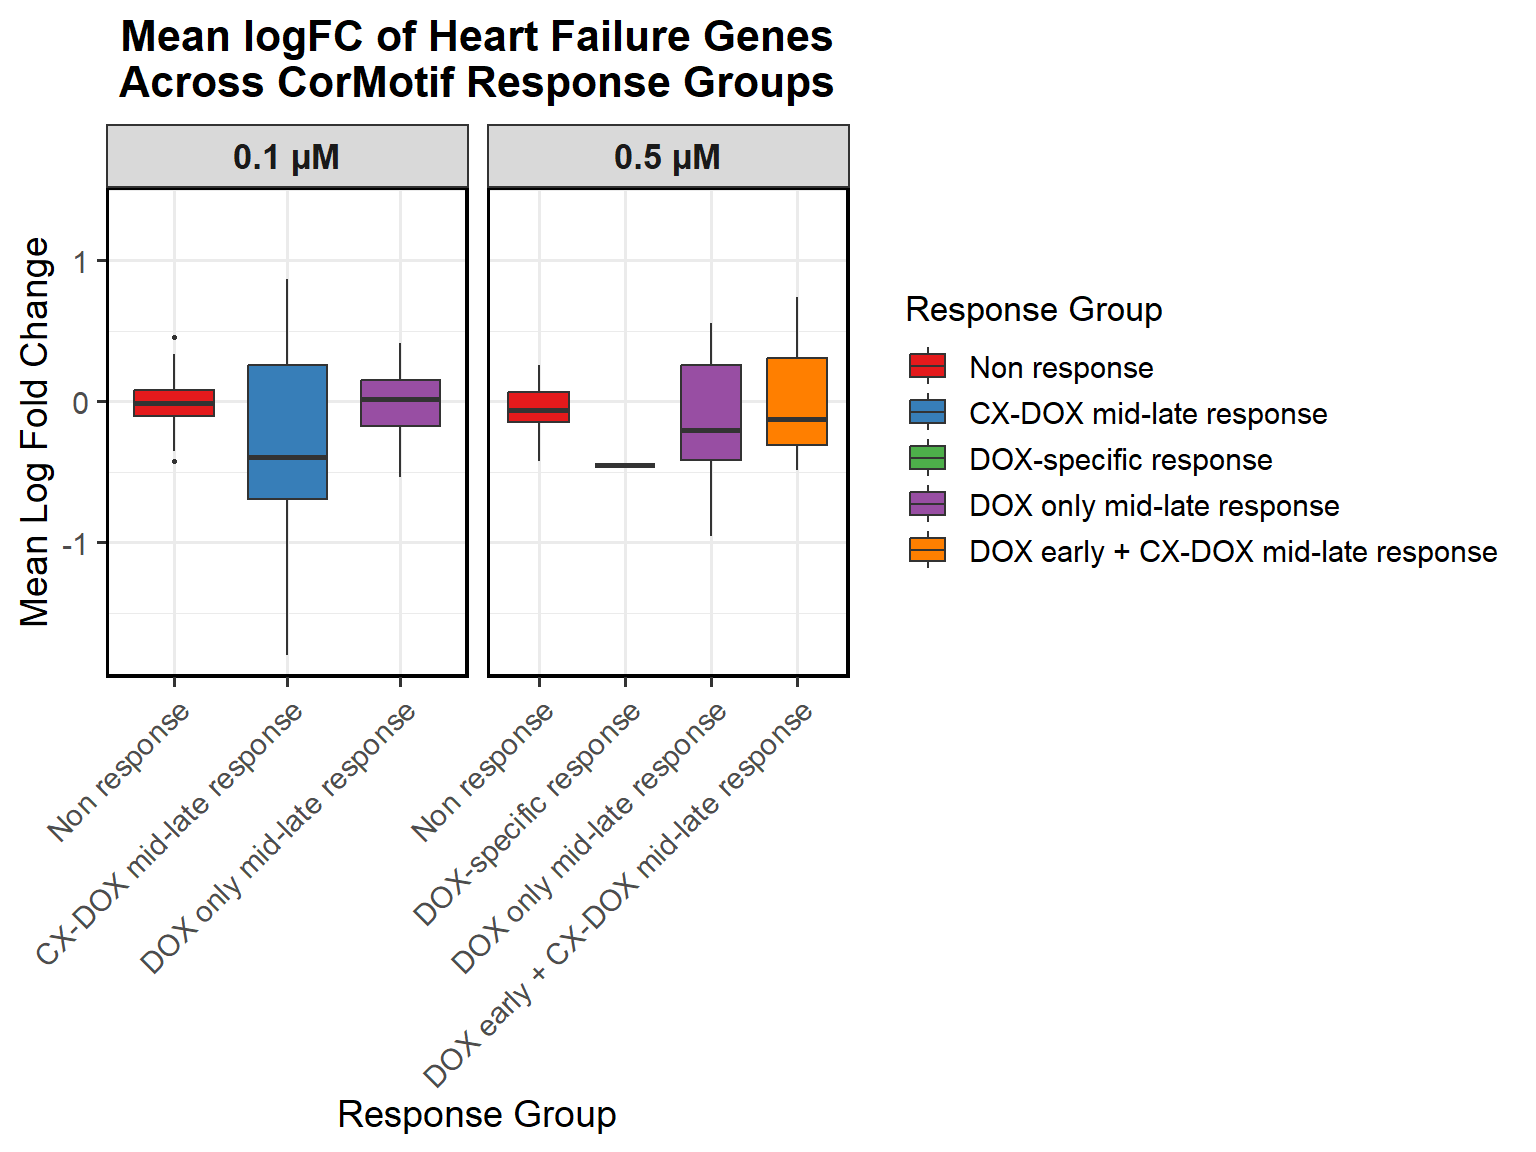 Mean logFC of Heart Failure Genes
Across CorMotif Response Groups
0.1 µM
0.5 µM
Mean Log Fold Change
1
0
-1
Non response
CX-DOX mid-late response
DOX only mid-late response
Non response
DOX-specific response
DOX only mid-late response
DOX early + CX-DOX mid-late response
Response Group
Response Group
Non response
CX-DOX mid-late response
DOX-specific response
DOX only mid-late response
DOX early + CX-DOX mid-late response